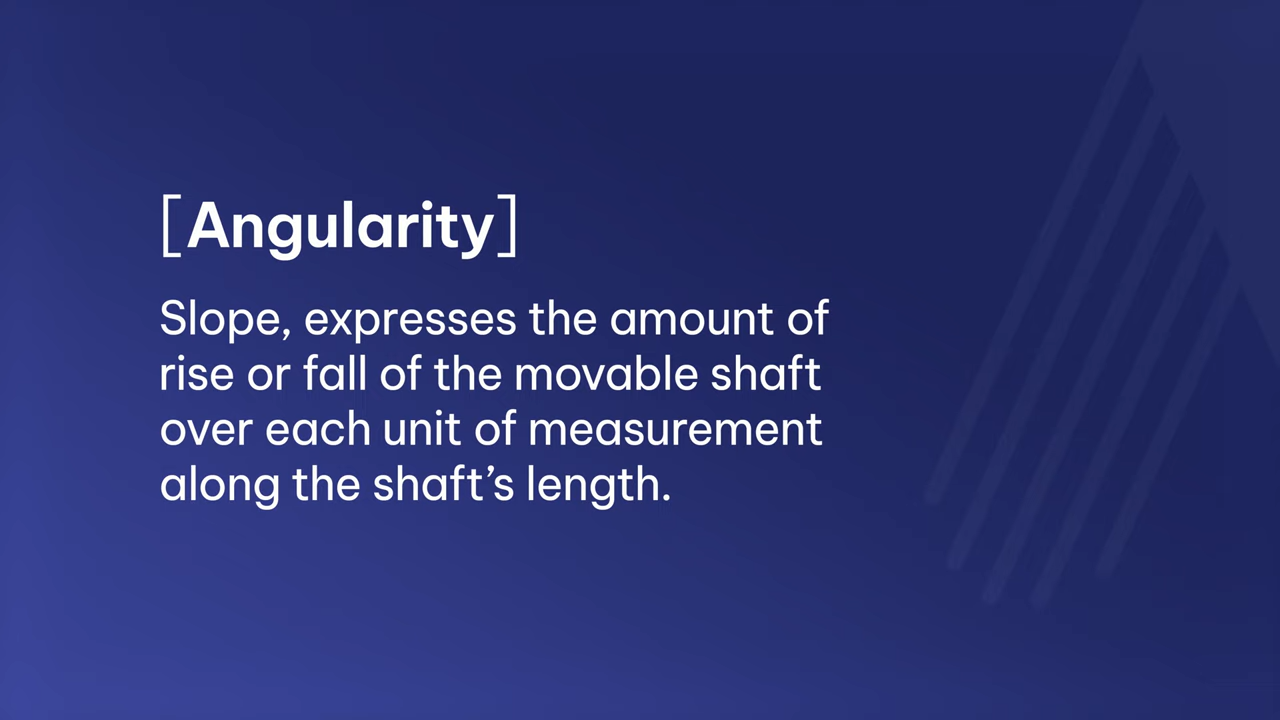 [Angularity]
Slope, expresses the amount of
rise or fall of the movable shaft
over each unit of measurement
along the shaft’s length.